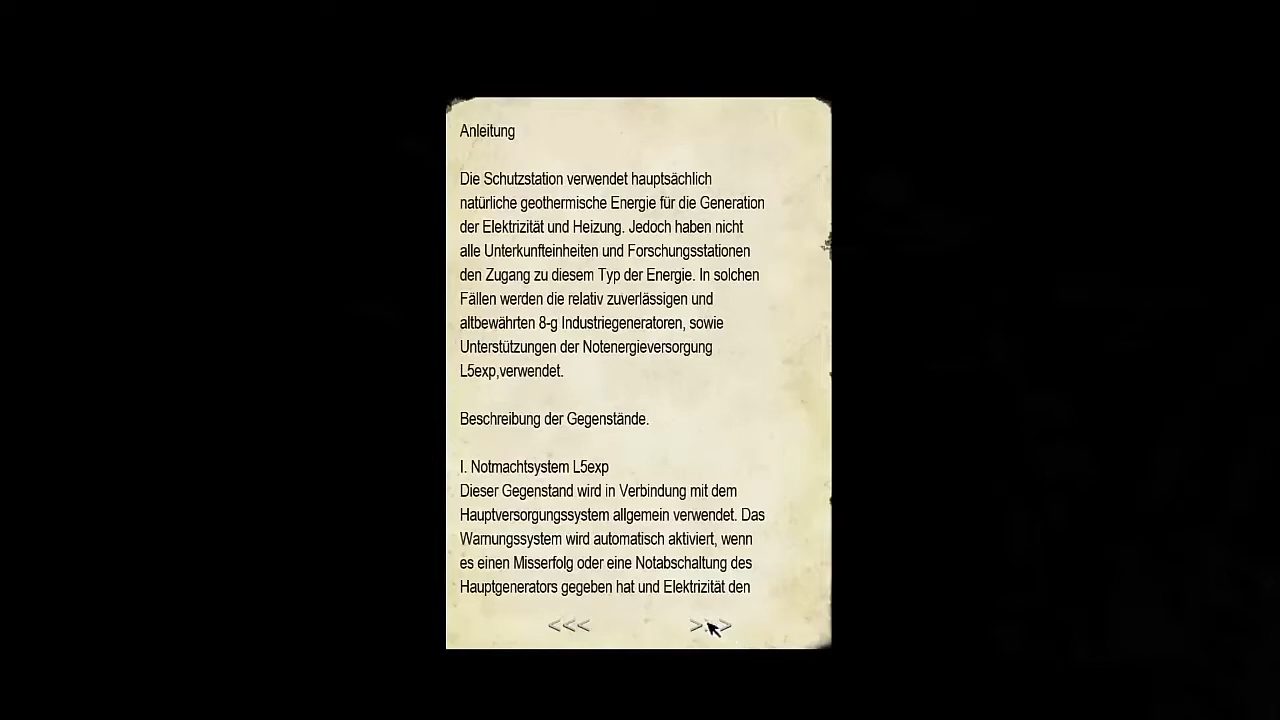 Anleitung
Die Schutzstation verwendet hauptsächlich
natürliche geothermische Energie für die Generation
der Elektrizität und Heizung. Jedoch haben nicht
alle Unterkunfteinheiten und Forschungsstationen
den Zugang zu diesem Typ der Energie. In solchen
Fällen werden die relativ zuverlässigen und
altbewährten 8-g Industriegeneratoren, sowie
Unterstützungen der Notenergieversorgung
L5exp,verwendet.
Beschreibung der Gegenstände.
I. Notmachtsystem L5exp
Dieser Gegenstand wird in Verbindung mit dem
Hauptversorgungssystem allgemein verwendet. Das
Warnungssystem wird automatisch aktiviert, wenn
es einen Misserfolg oder eine Notabschaltung des
Hauptgenerators gegeben hat und Elektrizität den
<<< >>>